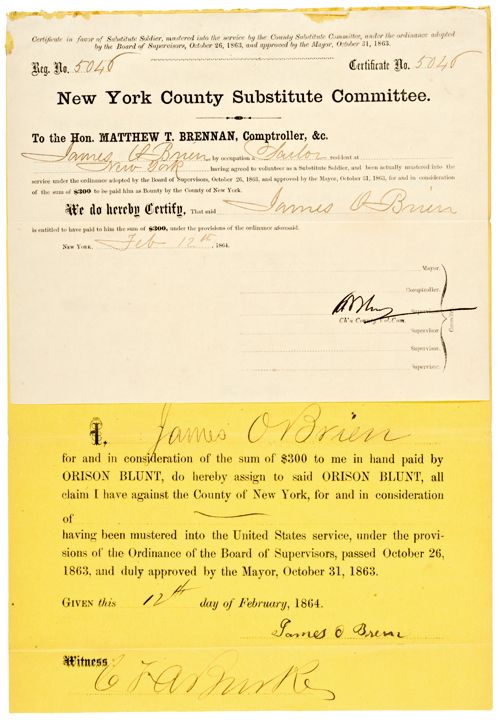 Certificate in favor of Substitute Soldier, mustered into the service by the County Substitute Committee, under the ordinance adopted
by the Board of Supervisors, October 26, 1863, and approved by the Mayor, October 31, 1863.
Reg. No. 5046 Certificate No. 5046
New York County Substitute Committee.
To the Hon. MATTHEW T. BRENNAN, Comptroller, &c.
James O Brien by occupation a resident at
New York having agreed to volunteer as a Substitute Soldier, and been actually mustered into the
service under the ordinance adopted by the Board of Supervisors, October 26, 1863, and approved by the Mayor, October 31, 1863, for and in consideration
of the sum of $300 to be paid him as Bounty by the County of New York.
We do hereby Certify, That said James O Brien
is entitled to have paid to him the sum of $300, under the provisions of the ordinance aforesaid.
New York, Feb 12th, 1864.
Mayor.
Comptroller.
Supervisor.
Ch'n County Vol. Com.
Supervisor.
Supervisor.
Supervisor.
I, James O Brien
for and in consideration of the sum of $300 to me in hand paid by
ORISON BLUNT, do hereby assign to said ORISON BLUNT, all
claim I have against the County of New York, for and in consideration
of
having been mustered into the United States service, under the provi-
sions of the Ordinance of the Board of Supervisors, passed October 26,
1863, and duly approved by the Mayor, October 31, 1863.
GIVEN this 12th day of February, 1864.
James O Brien
Witness: